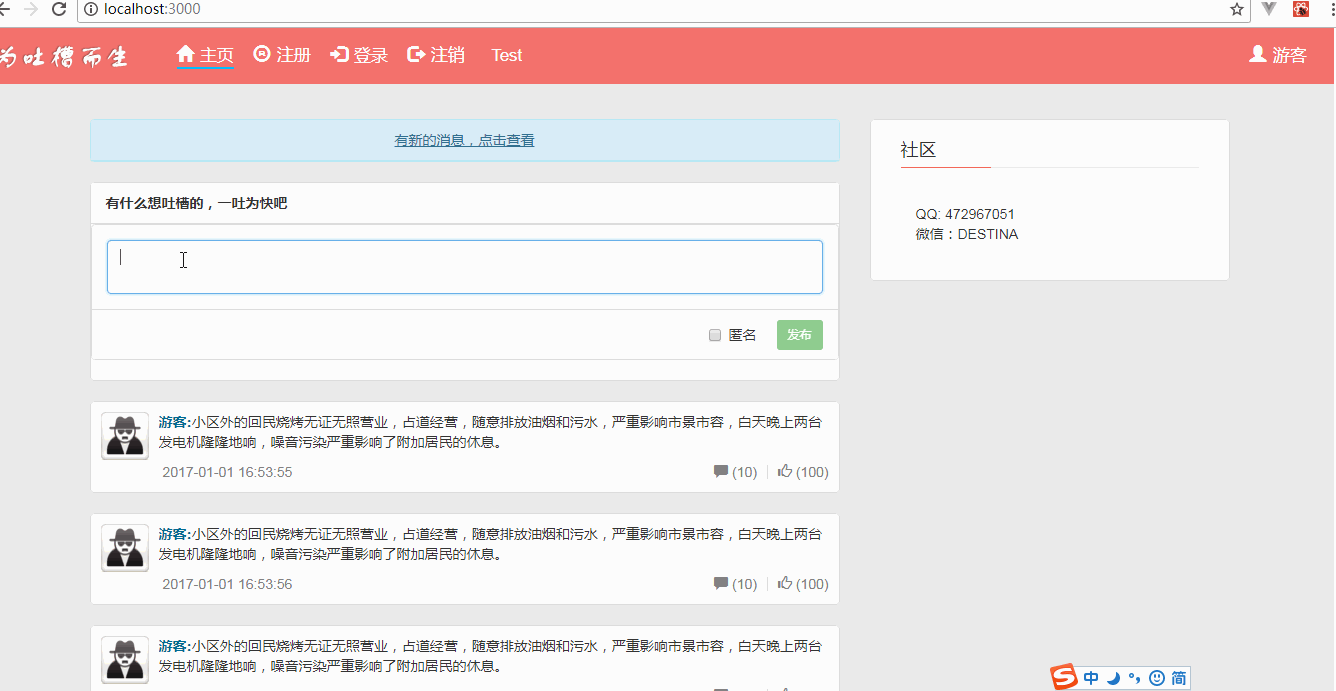 localhost:3000
为吐槽而生
主页 注册 登录 注销 Test 游客
有新的消息，点击查看
有什么想吐槽的，一吐为快吧
匿名 发布
游客:小区外的回民烧烤无证无照营业，占道经营，随意排放油烟和污水，严重影响市景市容，白天晚上两台
发电机隆隆地响，噪音污染严重影响了附加居民的休息。
2017-01-01 16:53:55 (10) (100)
游客:小区外的回民烧烤无证无照营业，占道经营，随意排放油烟和污水，严重影响市景市容，白天晚上两台
发电机隆隆地响，噪音污染严重影响了附加居民的休息。
2017-01-01 16:53:56 (10) (100)
游客:小区外的回民烧烤无证无照营业，占道经营，随意排放油烟和污水，严重影响市景市容，白天晚上两台
发电机隆隆地响，噪音污染严重影响了附加居民的休息。
社区
QQ: 472967051
微信：DESTINA
S 中 简